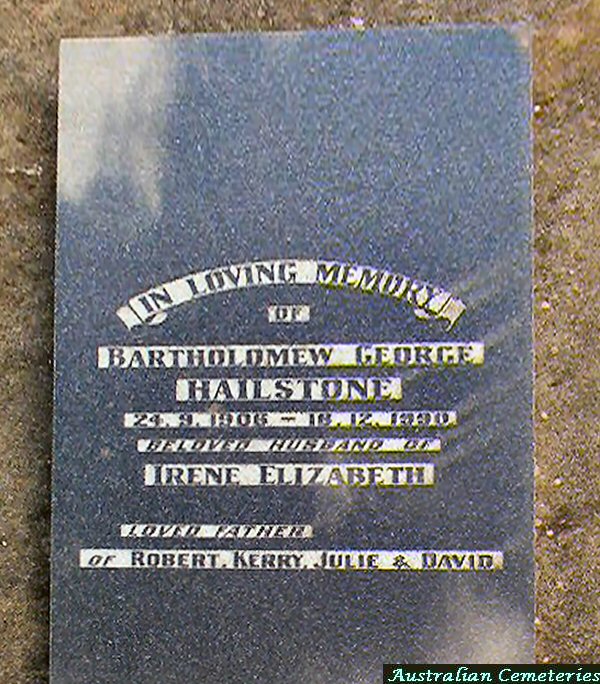 IN LOVING MEMORY
OF
BARTHOLOMEW GEORGE
HAILSTONE
23.9.1906 - 18.12.1990
BELOVED HUSBAND OF
IRENE ELIZABETH
LOVED FATHER
OF ROBERT, KERRY, JULIE & DAVID
Australian Cemeteries